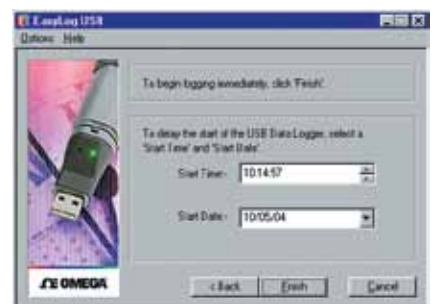 EasyLog USB
Options Help
To begin logging immediately, click 'Finish'.
To delay the start of the USB Data Logger, select a
'Start Time' and 'Start Date'
Start Time - 10:14:57
Start Date - 10/05/04
Ω OMEGA
< Back Finish Cancel